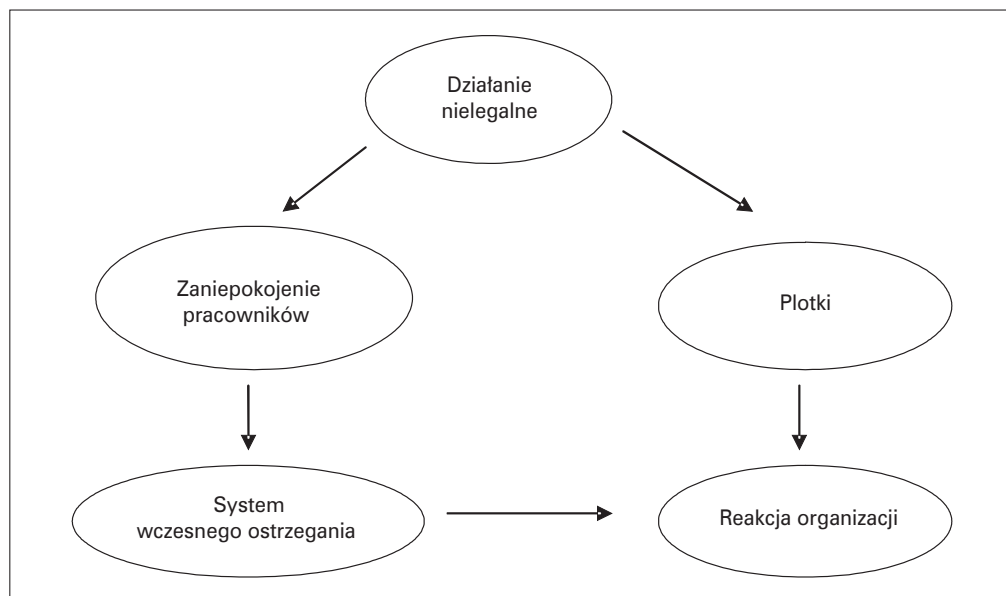 Działanie
nielegalne
Zaniepokojenie
pracowników
Plotki
System
wczesnego ostrzegania
Reakcja organizacji